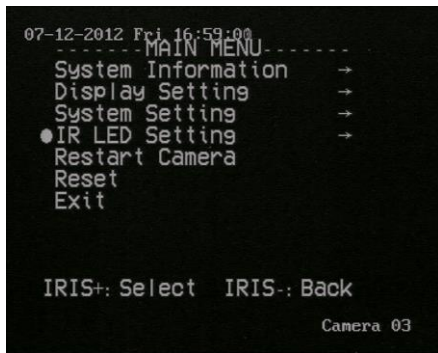 07-12-2012 Fri 16:59:00
-------MAIN MENU-------
System Information →
Display Setting →
System Setting →
●IR LED Setting →
Restart Camera
Reset
Exit
IRIS+: Select IRIS-: Back
Camera 03